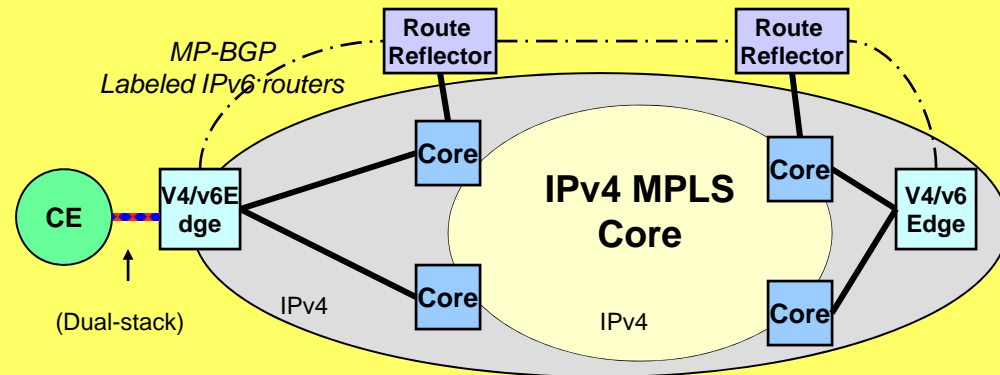 Route
Reflector
Route
Reflector
MP-BGP
Labeled IPv6 routers
Core
Core
CE
V4/v6E
dge
IPv4 MPLS
Core
V4/v6
Edge
Core
Core
IPv4
IPv4
(Dual-stack)